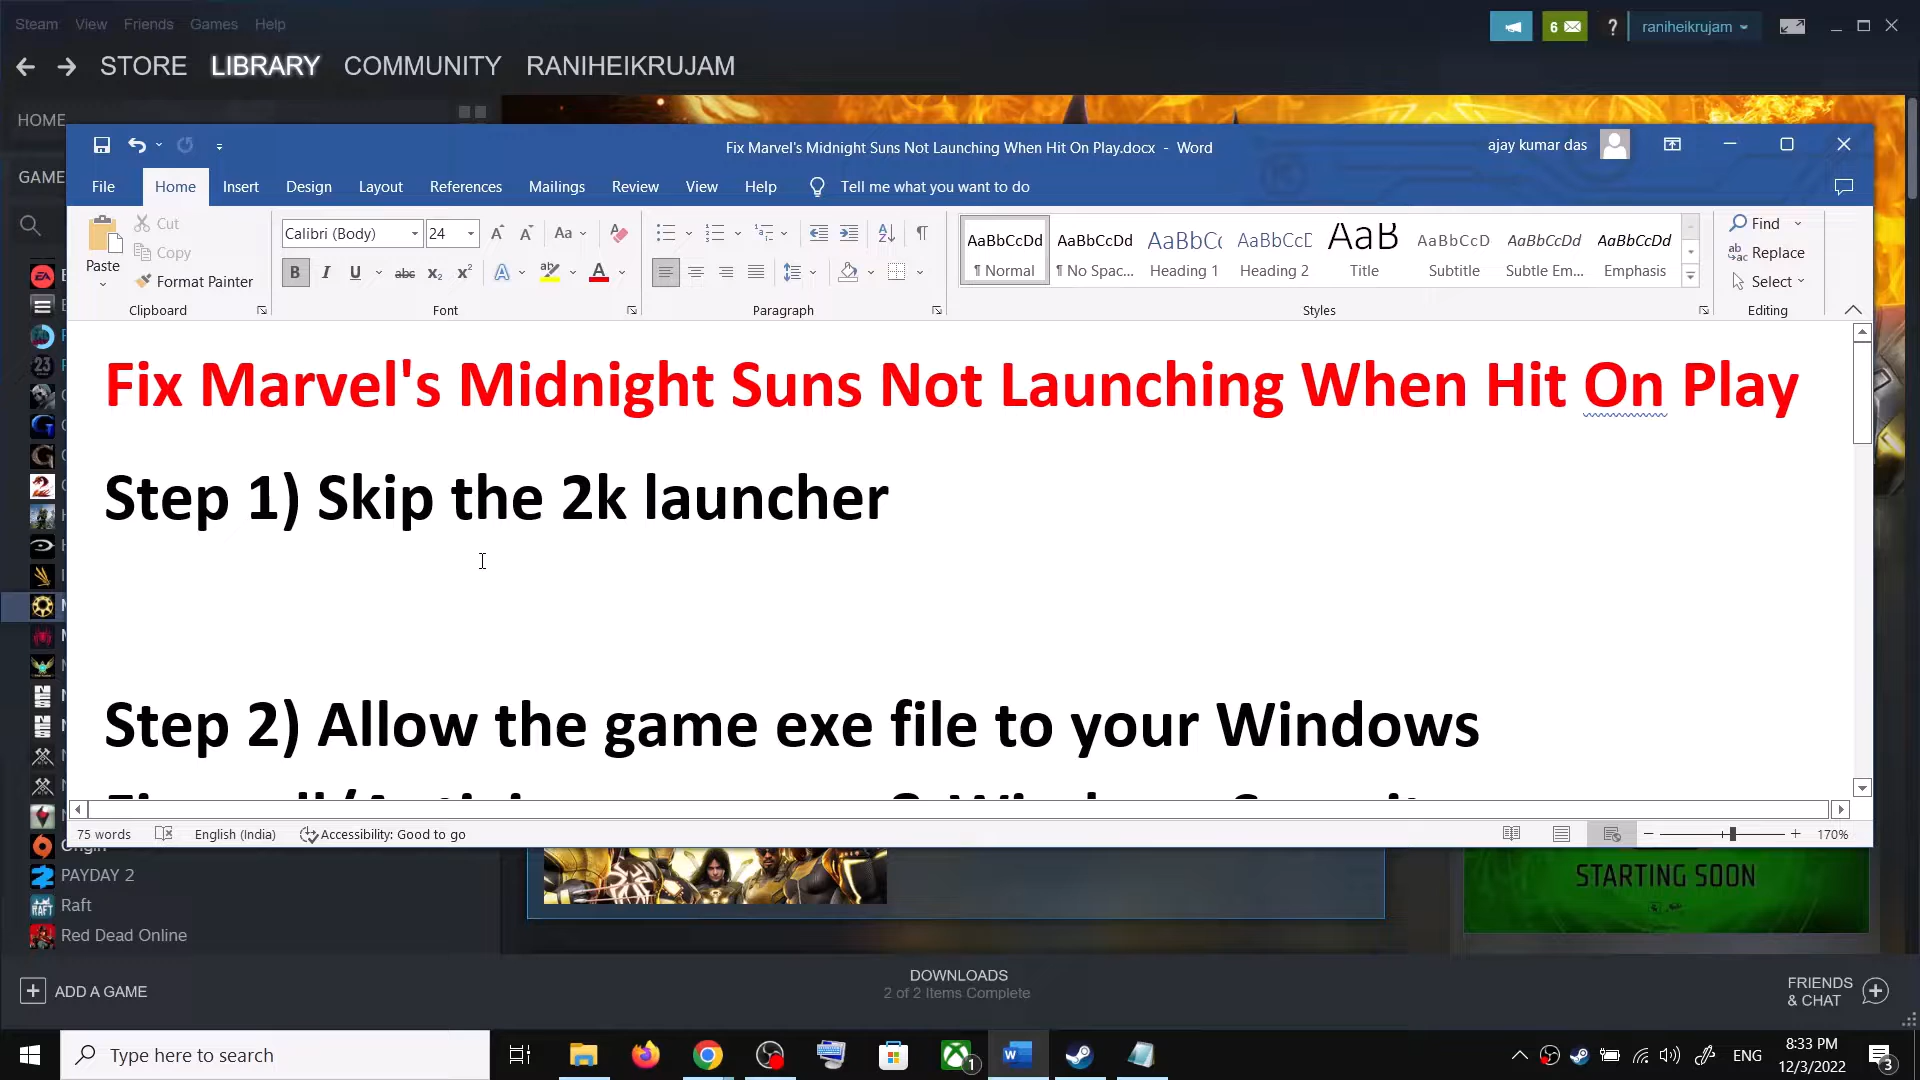 Steam View Friends Games Help
6 ? raniheikrujam
STORE LIBRARY COMMUNITY RANIHEIKRUJAM
HOME
Fix Marvel's Midnight Suns Not Launching When Hit On Play.docx - Word
ajay kumar das
GAME
File Home Insert Design Layout References Mailings Review View Help Tell me what you want to do
Paste
Cut
Copy
Format Painter
Clipboard
Calibri (Body) 24
Font
Paragraph
AaBbCcDd
¶ Normal
AaBbCcDd
¶ No Spac...
AaBbCc
Heading 1
AaBbCcD
Heading 2
AaB
Title
AaBbCcD
Subtitle
AaBbCcDd
Subtle Em...
AaBbCcDd
Emphasis
Styles
Find
Replace
Select
Editing
Fix Marvel's Midnight Suns Not Launching When Hit On Play
Step 1) Skip the 2k launcher
Step 2) Allow the game exe file to your Windows
75 words English (India) Accessibility: Good to go 170%
Origin
PAYDAY 2
Raft
Red Dead Online
STARTING SOON
ADD A GAME
DOWNLOADS
2 of 2 Items Complete
FRIENDS
& CHAT
Type here to search
1
ENG
8:33 PM
12/3/2022
3